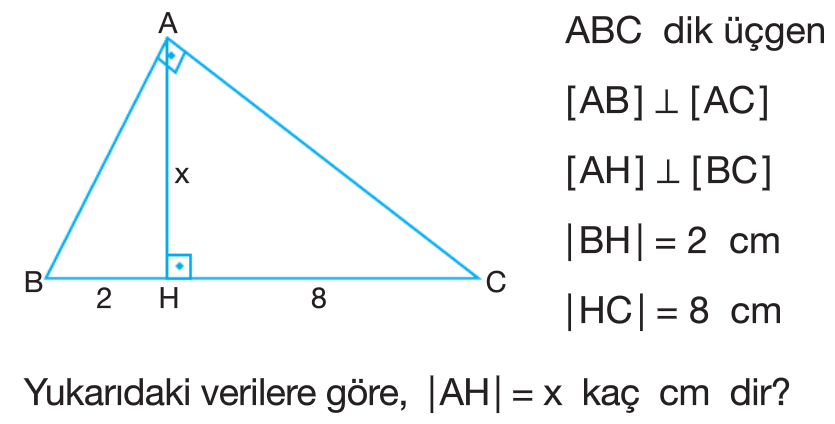 A
ABC dik üçgen
[AB] ⊥ [AC]
[AH] ⊥ [BC]
x
|BH| = 2 cm
B
2
H
8
C
|HC| = 8 cm
Yukarıdaki verilere göre, |AH| = x kaç cm dir?